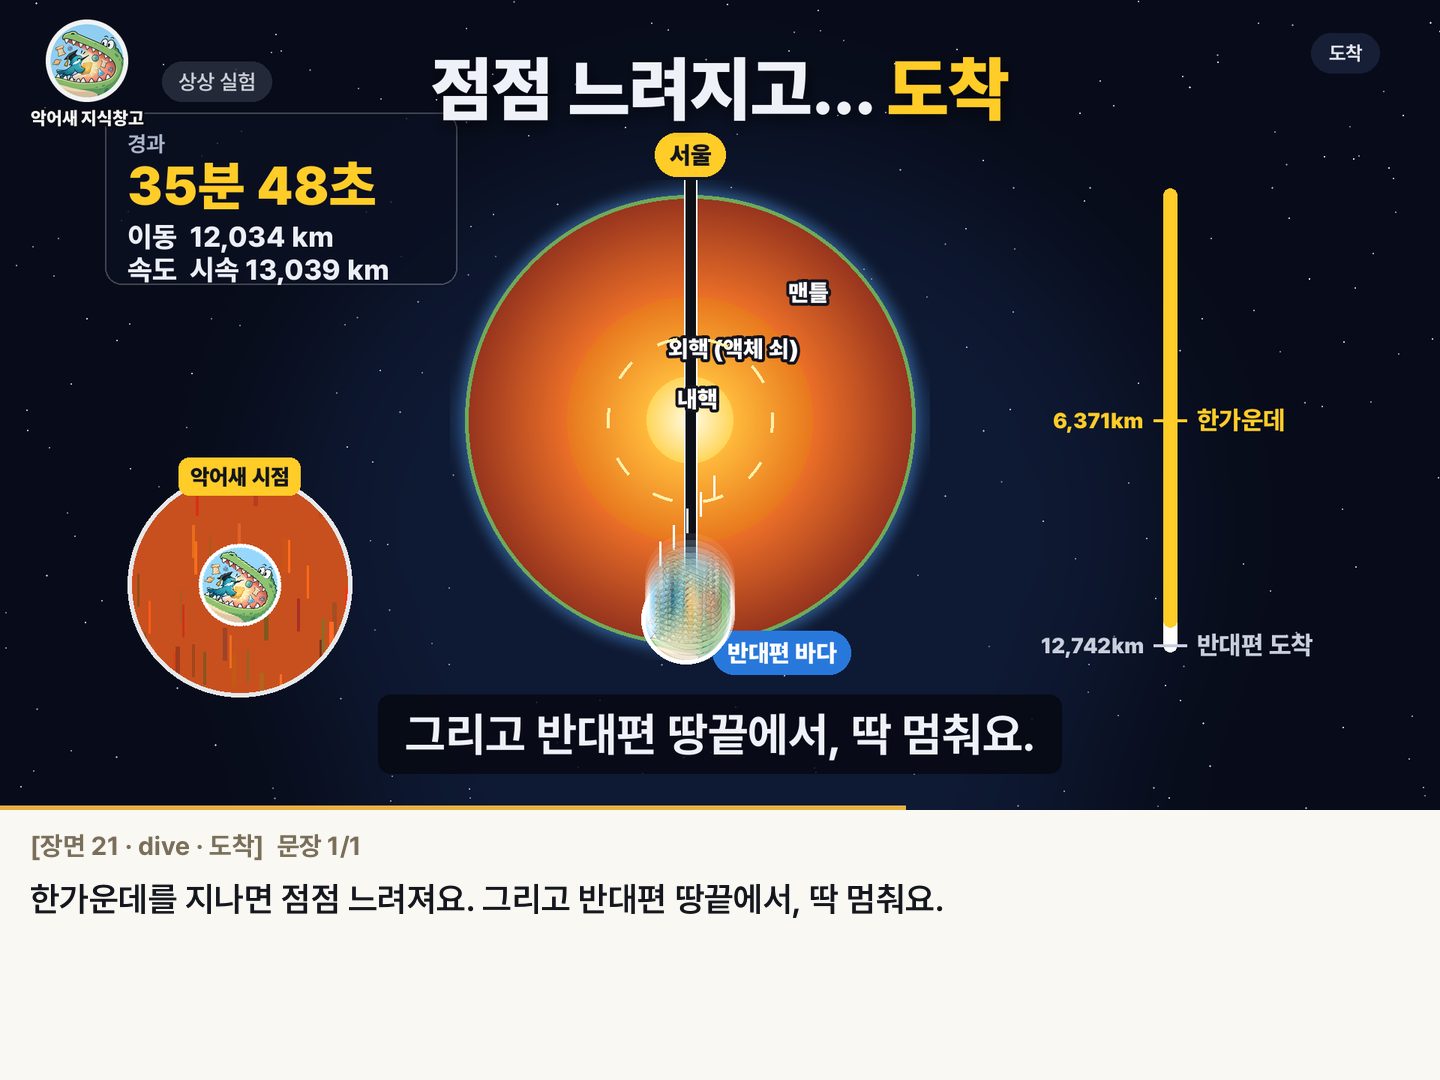 악어새 지식창고
상상 실험
점점 느려지고... 도착
도착
경과
35분 48초
이동 12,034 km
속도 시속 13,039 km
서울
맨틀
외핵 (액체 쇠)
내핵
6,371km
한가운데
악어새 시점
12,742km
반대편 도착
반대편 바다
그리고 반대편 땅끝에서, 딱 멈춰요.
[장면 21 · dive · 도착] 문장 1/1
한가운데를 지나면 점점 느려져요. 그리고 반대편 땅끝에서, 딱 멈춰요.